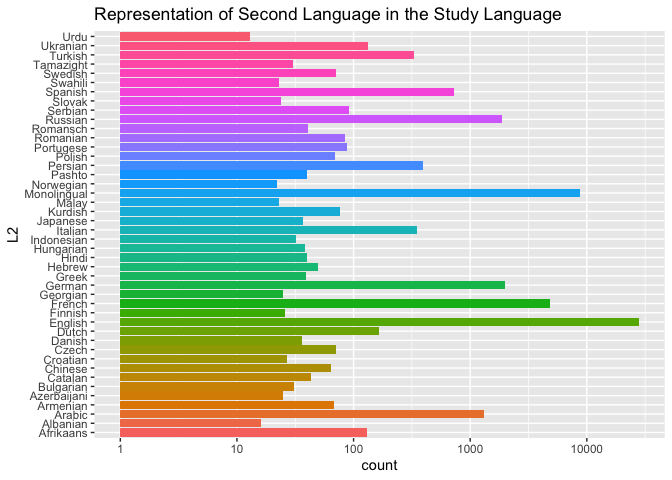 Representation of Second Language in the Study Language
L2
Urdu
Ukranian
Turkish
Tamazight
Swedish
Swahili
Spanish
Slovak
Serbian
Russian
Romansch
Romanian
Portugese
Polish
Persian
Pashto
Norwegian
Monolingual
Malay
Kurdish
Japanese
Italian
Indonesian
Hungarian
Hindi
Hebrew
Greek
German
Georgian
French
Finnish
English
Dutch
Danish
Czech
Croatian
Chinese
Catalan
Bulgarian
Azerbaijani
Armenian
Arabic
Albanian
Afrikaans
1 10 100 1000 10000
count